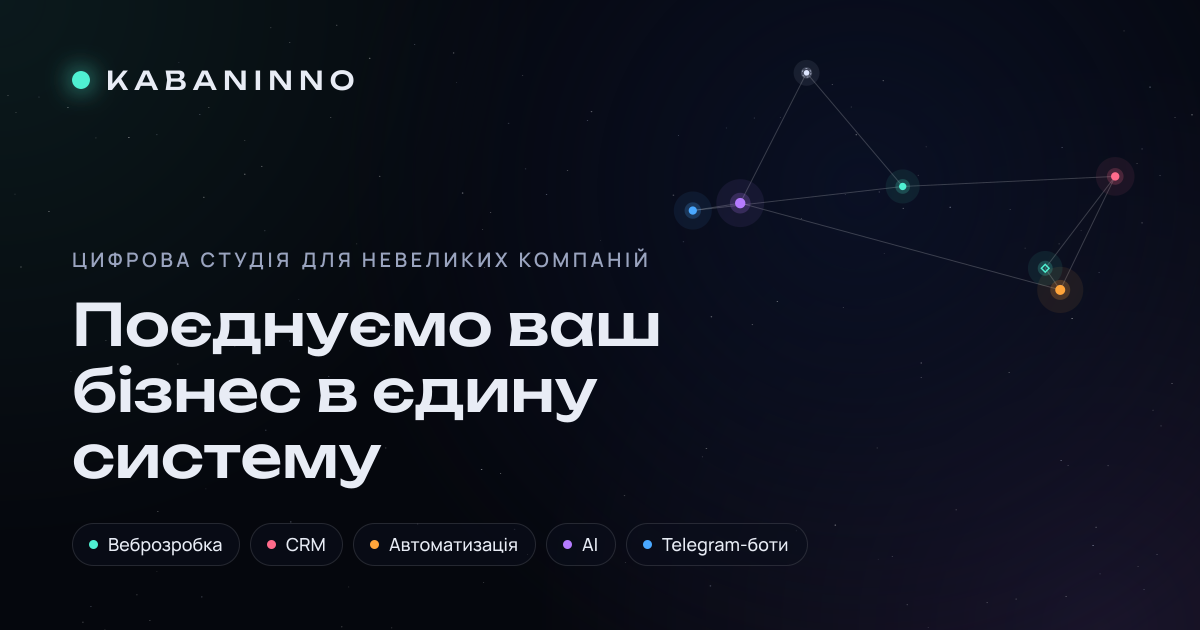 KABANINNO
ЦИФРОВА СТУДІЯ ДЛЯ НЕВЕЛИКИХ КОМПАНІЙ
Поєднуємо ваш
бізнес в єдину
систему
Веброзробка CRM Автоматизація AI Telegram-боти